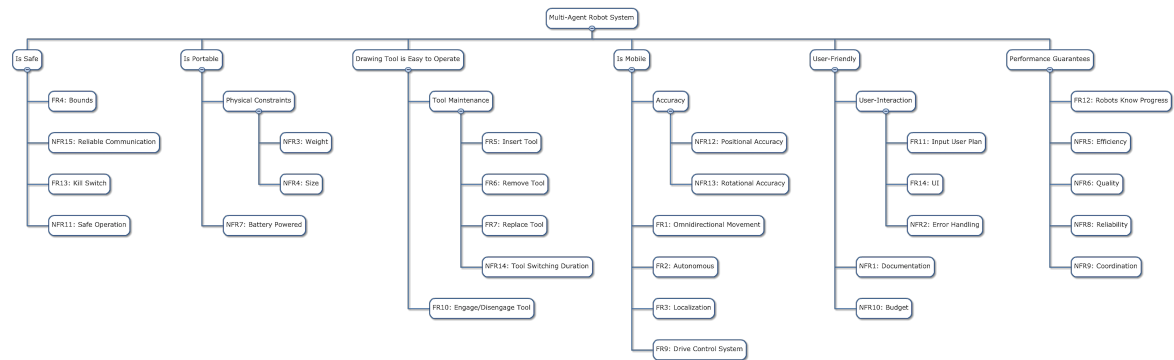 Multi-Agent Robot System
Is Safe
FR4: Bounds
NFR15: Reliable Communication
FR13: Kill Switch
NFR11: Safe Operation
Is Portable
Physical Constraints
NFR3: Weight
NFR4: Size
NFR7: Battery Powered
Drawing Tool is Easy to Operate
Tool Maintenance
FR5: Insert Tool
FR6: Remove Tool
FR7: Replace Tool
NFR14: Tool Switching Duration
FR10: Engage/Disengage Tool
Is Mobile
Accuracy
NFR12: Positional Accuracy
NFR13: Rotational Accuracy
FR1: Omnidirectional Movement
FR2: Autonomous
FR3: Localization
FR9: Drive Control System
User-Friendly
User-Interaction
FR11: Input User Plan
FR14: UI
NFR2: Error Handling
NFR1: Documentation
NFR10: Budget
Performance Guarantees
FR12: Robots Know Progress
NFR5: Efficiency
NFR6: Quality
NFR8: Reliability
NFR9: Coordination